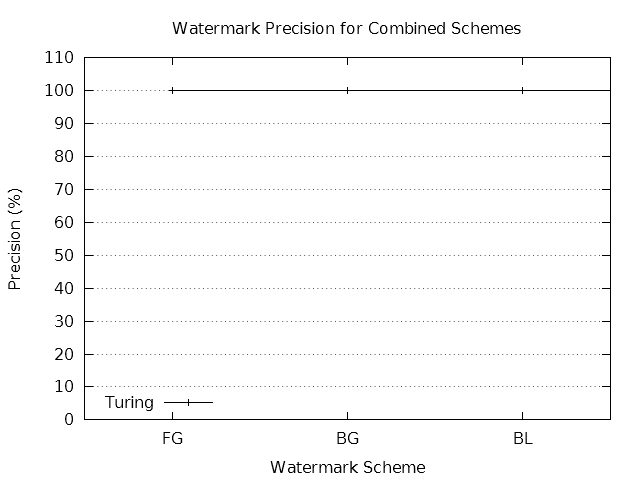 Watermark Precision for Combined Schemes
110
100
90
80
70
60
50
40
30
20
10
0
Precision (%)
Turing
FG BG BL
Watermark Scheme